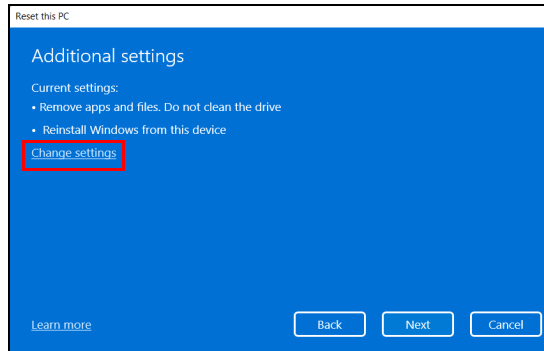 Reset this PC
Additional settings
Current settings:
• Remove apps and files. Do not clean the drive
• Reinstall Windows from this device
Change settings
Learn more
Back
Next
Cancel